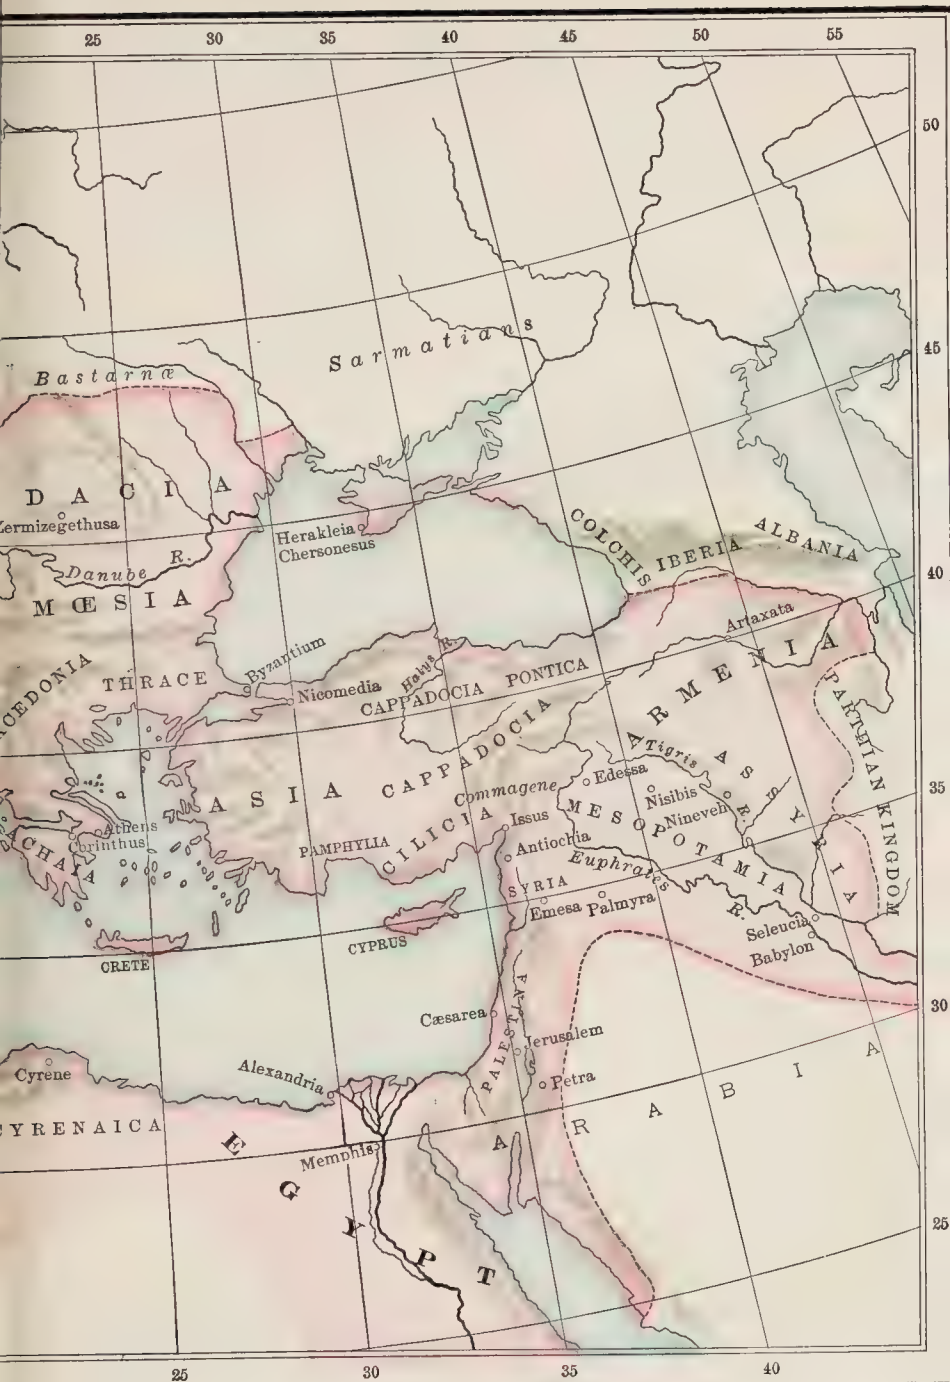 25 30 35 40 45 50 55
50
Sarmatians
45
Bastarnæ
DACIA
Zermizegethusa
Herakleia
Chersonesus
COLCHIS
IBERIA
ALBANIA
Danube R.
MŒSIA
40
Artaxata
Byzantium
Halys R.
ACEDONIA
THRACE
Nicomedia
CAPPADOCIA PONTICA
ARMENIA
PARTHIAN KINGDOM
Tigris R.
ASSYRIA
ASIA
CAPPADOCIA
Commagene
Edessa
Nisibis
Nineveh
35
MESOPOTAMIA
Issus
Athens
Corinthus
ACHAIA
PAMPHYLIA
CILICIA
Antiochia
Euphrates R.
SYRIA
Emesa
Palmyra
Seleucia
Babylon
CYPRUS
CRETE
30
Cæsarea
PALESTINA
Jerusalem
Petra
Cyrene
Alexandria
ARABIA
CYRENAICA
Memphis
EGYPT
25
25 30 35 40